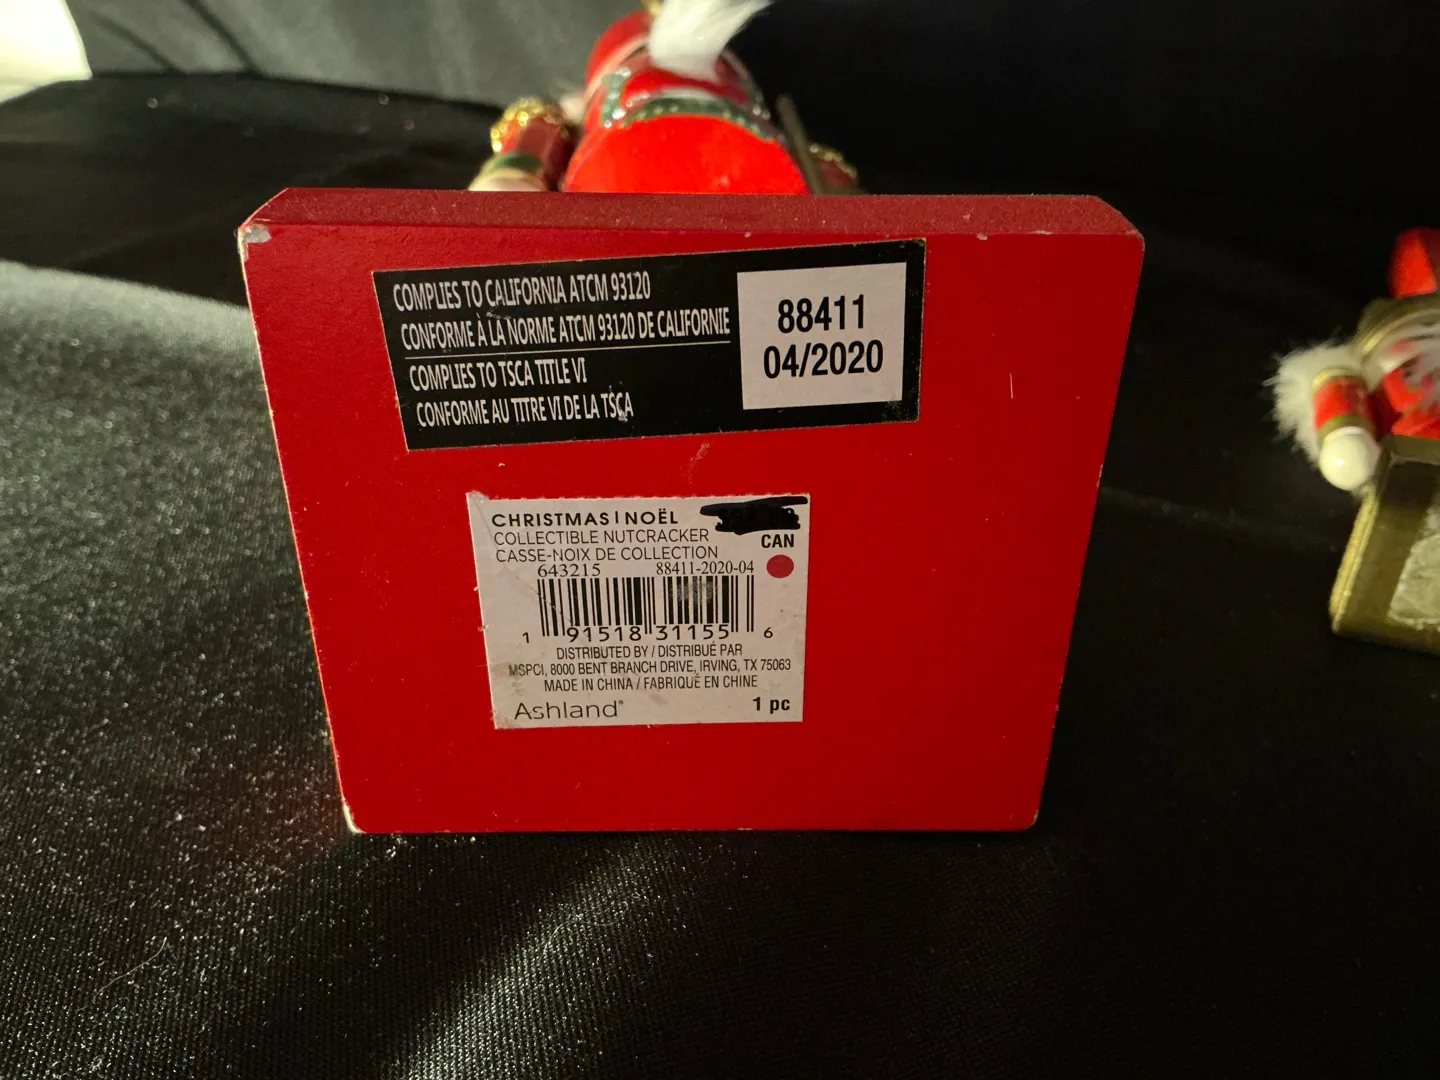 COMPLIES TO CALIFORNIA ATCM 93120
CONFORME À LA NORME ATCM 93120 DE CALIFORNIE
COMPLIES TO TSCA TITLE VI
CONFORME AU TITRE VI DE LA TSCA
88411
04/2020
CHRISTMAS | NOËL
COLLECTIBLE NUTCRACKER
CASSE-NOIX DE COLLECTION
CAN
643215 88411-2020-04
1 91518 31155 6
DISTRIBUTED BY / DISTRIBUÉ PAR
MSPCI, 8000 BENT BRANCH DRIVE, IRVING, TX 75063
MADE IN CHINA / FABRIQUÉ EN CHINE
Ashland® 1 pc